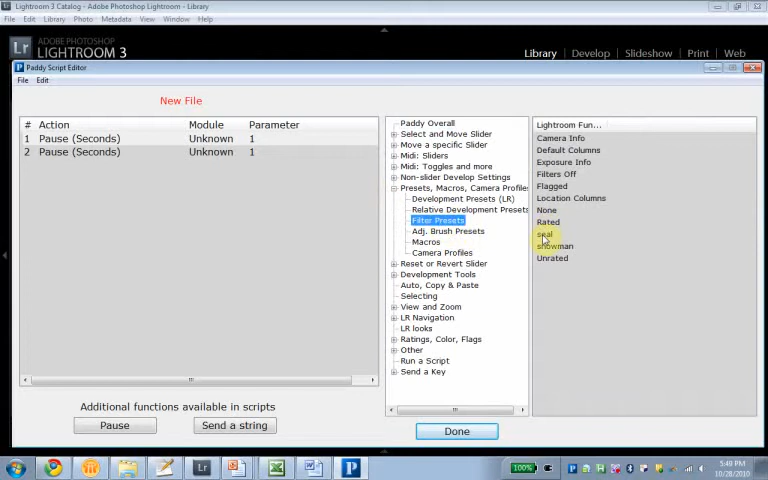 Lightroom 3 Catalog - Adobe Photoshop Lightroom - Library
File Edit Library Photo Metadata View Window Help
Lr ADOBE PHOTOSHOP
LIGHTROOM 3
Library Develop Slideshow Print Web
P Paddy Script Editor
File Edit
New File
# Action Module Parameter
1 Pause (Seconds) Unknown 1
2 Pause (Seconds) Unknown 1
Additional functions available in scripts
Pause Send a string
Paddy Overall
Select and Move Slider
Move a specific Slider
Midi: Sliders
Midi: Toggles and more
Non-slider Develop Settings
Presets, Macros, Camera Profiles
Development Presets (LR)
Relative Development Presets
Filter Presets
Adj. Brush Presets
Macros
Camera Profiles
Reset or Revert Slider
Development Tools
Auto, Copy & Paste
Selecting
View and Zoom
LR Navigation
LR looks
Ratings, Color, Flags
Other
Run a Script
Send a Key
Done
Lightroom Fun...
Camera Info
Default Columns
Exposure Info
Filters Off
Flagged
Location Columns
None
Rated
seal
showman
Unrated
Lr P W P
100%
5:49 PM
10/28/2010